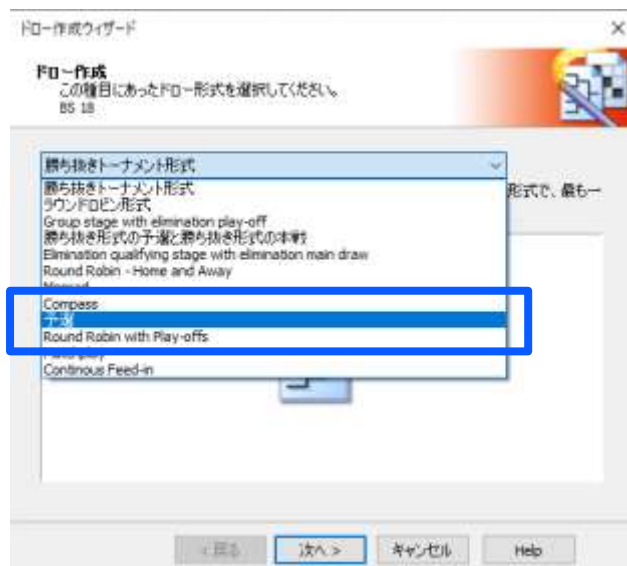 ドロー作成ウィザード
ドロー作成
この種目にあったドロー形式を選択してください。
BS 18
勝ち抜きトーナメント形式
勝ち抜きトーナメント形式
形式で、最も一
ラウンドロビン形式
Group stage with elimination play-off
勝ち抜き形式の予選と勝ち抜き形式の本戦
Elimination qualifying stage with elimination main draw
Round Robin - Home and Away
Compass
予選
Round Robin with Play-offs
Continous Feed-in
< 戻る
次へ >
キャンセル
Help